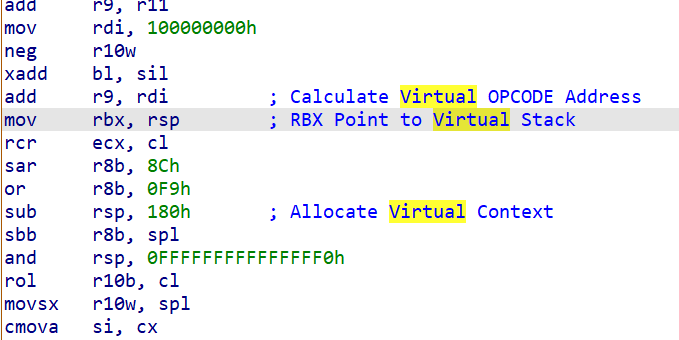 add r9, r11
mov rdi, 100000000h
neg r10w
xadd bl, sil
add r9, rdi ; Calculate Virtual OPCODE Address
mov rbx, rsp ; RBX Point to Virtual Stack
rcr ecx, cl
sar r8b, 8Ch
or r8b, 0F9h
sub rsp, 180h ; Allocate Virtual Context
sbb r8b, spl
and rsp, 0FFFFFFFFFFFFFFF0h
rol r10b, cl
movsx r10w, spl
cmova si, cx